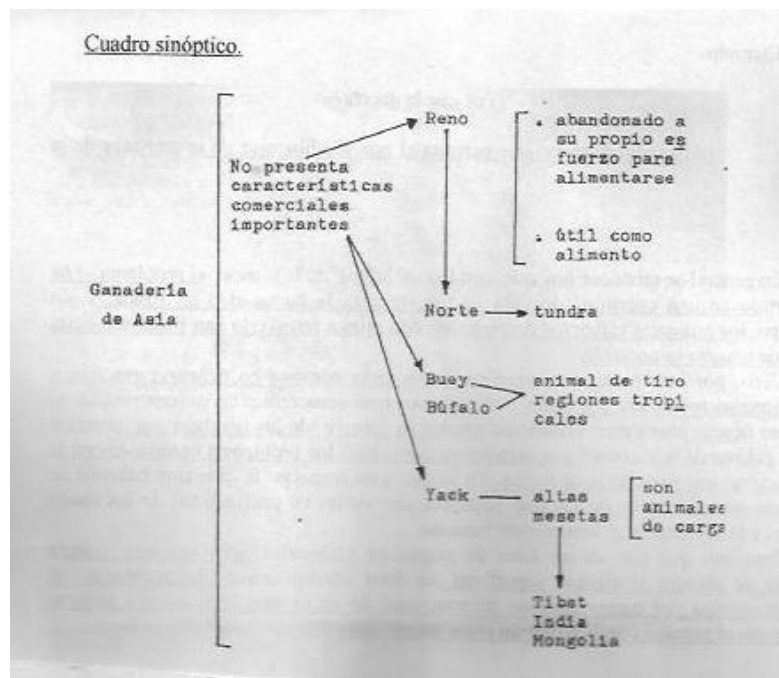 Cuadro sinóptico.
Ganadería
de Asia
No presenta
características
comerciales
importantes
Reno
. abandonado a
su propio es
fuerzo para
alimentarse
. útil como
alimento
Norte
tundra
Buey
Búfalo
animal de tiro
regiones tropi
cales
Yack
altas
mesetas
son
animales
de carga
Tibet
India
Mongolia